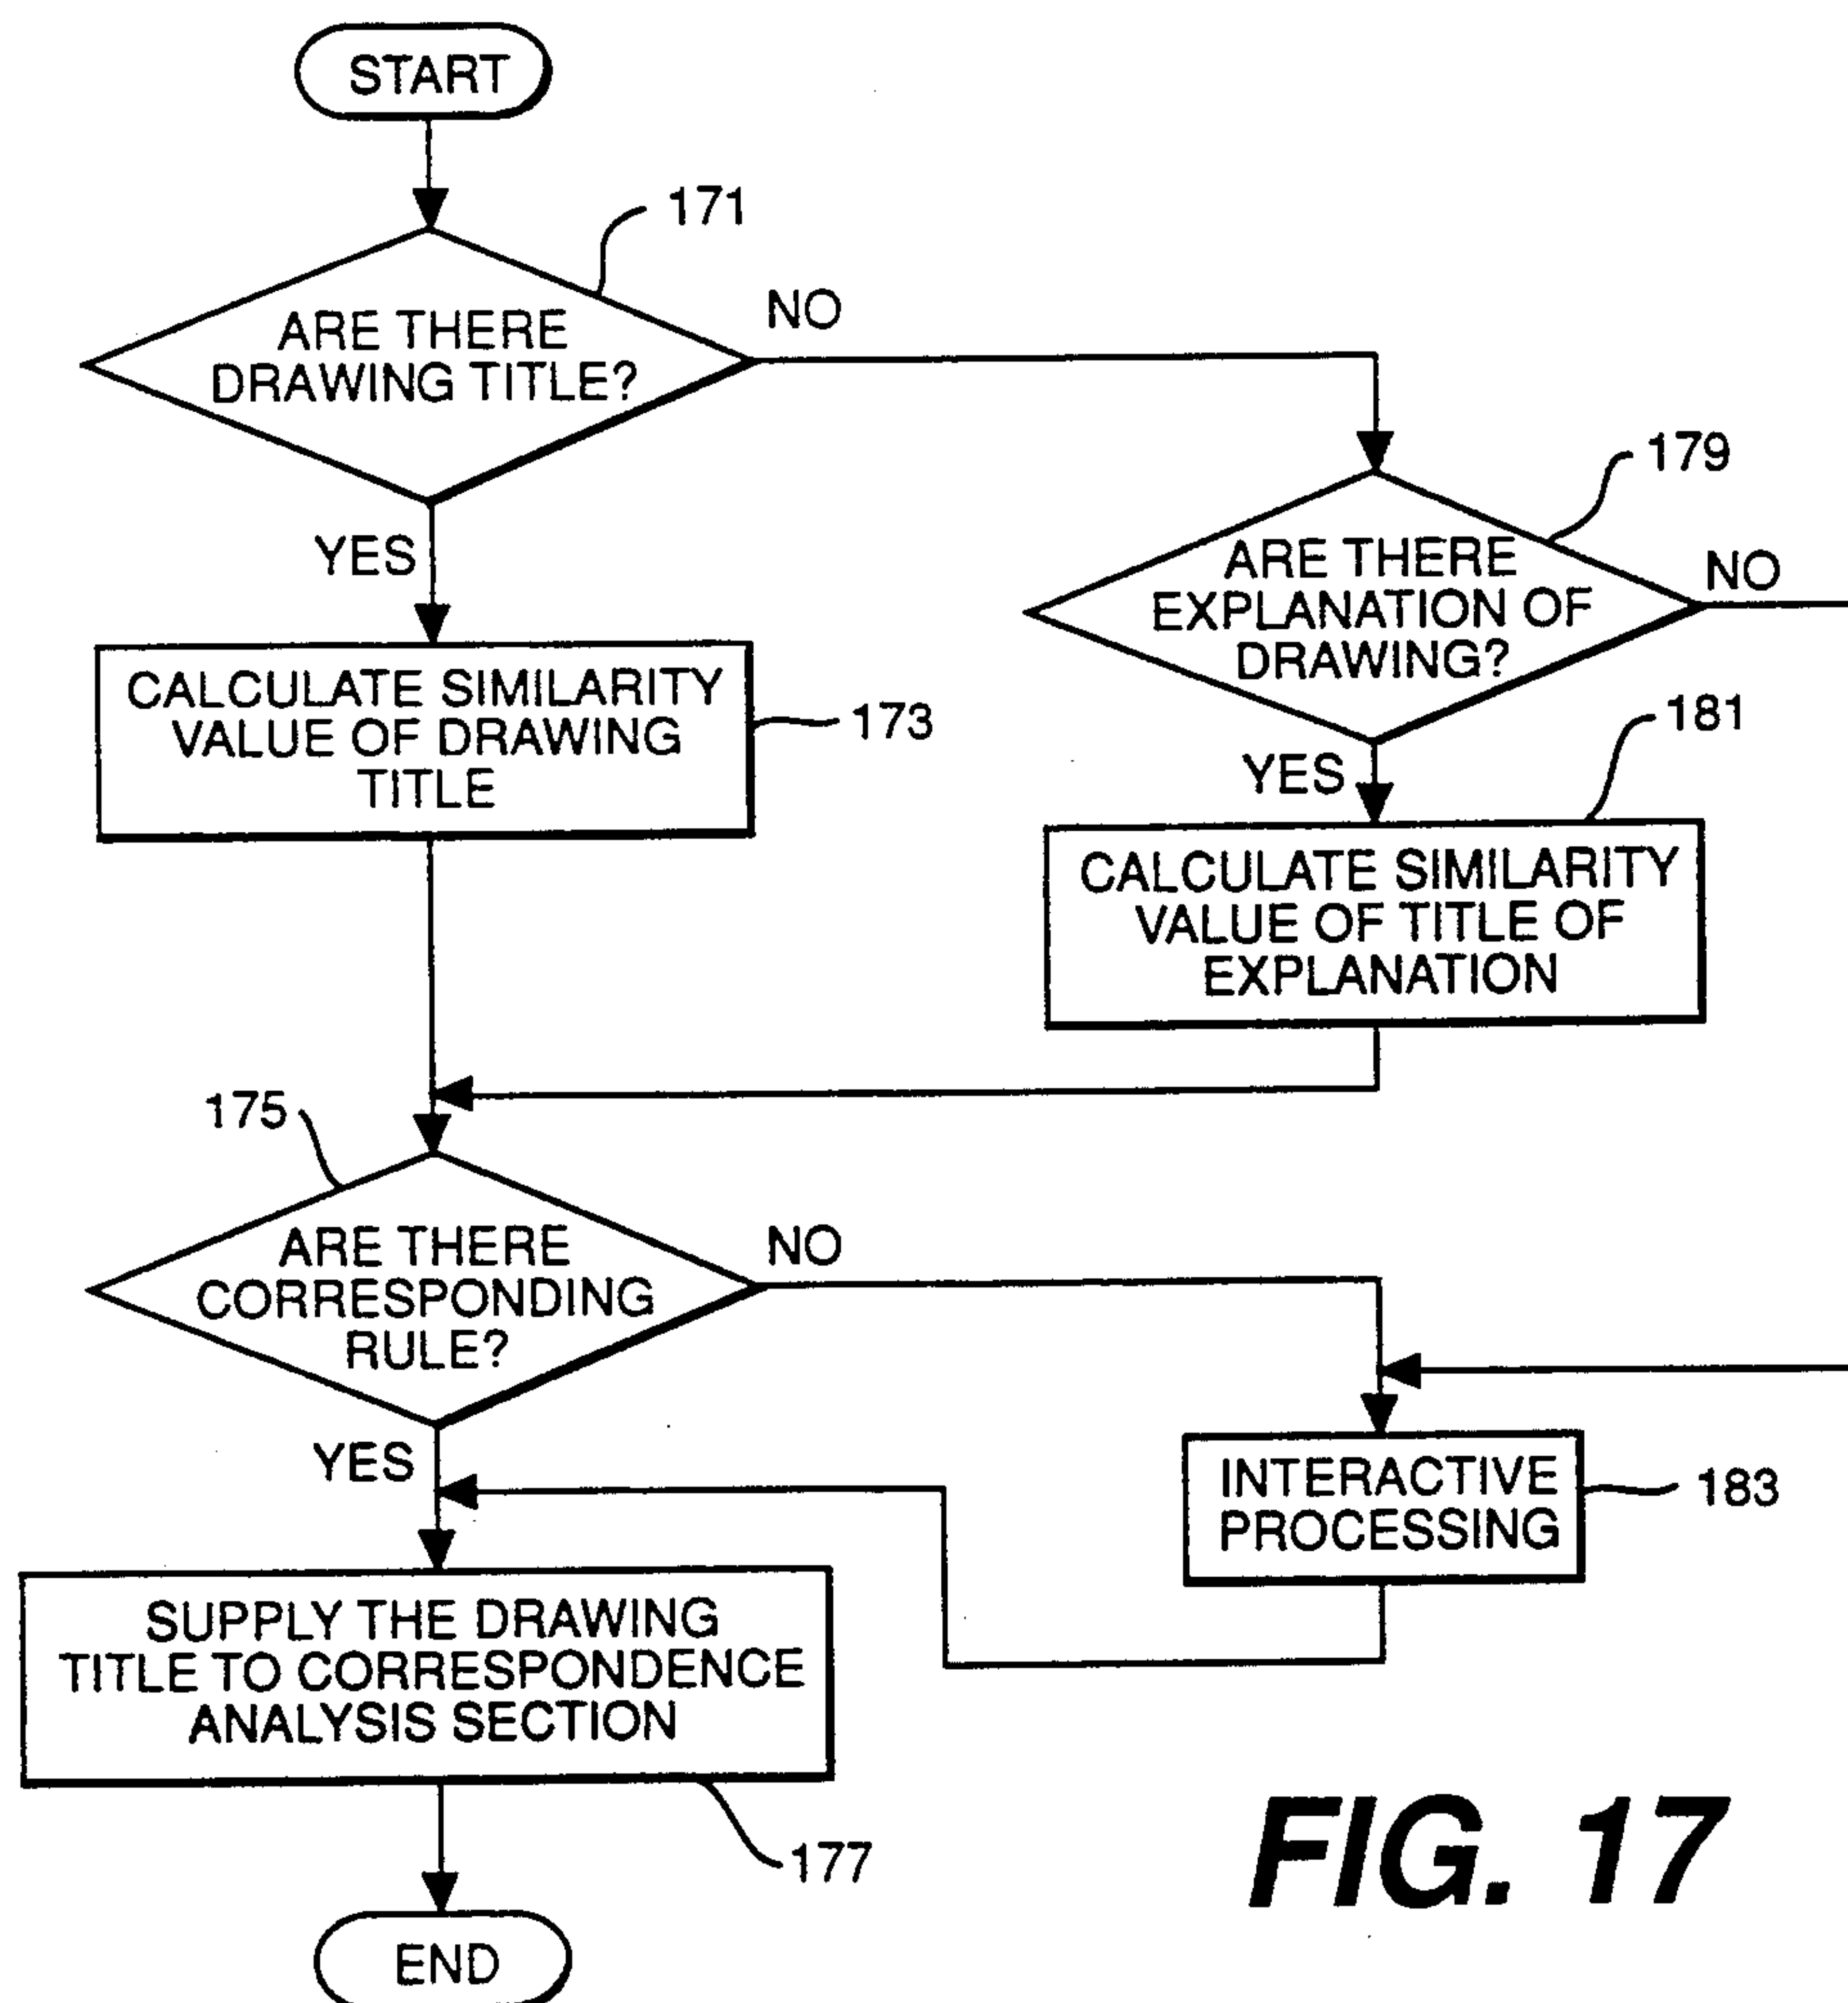 START
171
ARE THERE
DRAWING TITLE?
NO
YES
179
ARE THERE
EXPLANATION OF
DRAWING?
NO
YES
CALCULATE SIMILARITY
VALUE OF DRAWING
TITLE
173
181
CALCULATE SIMILARITY
VALUE OF TITLE OF
EXPLANATION
175
ARE THERE
CORRESPONDING
RULE?
NO
YES
INTERACTIVE
PROCESSING
183
SUPPLY THE DRAWING
TITLE TO CORRESPONDENCE
ANALYSIS SECTION
177
END
FIG. 17